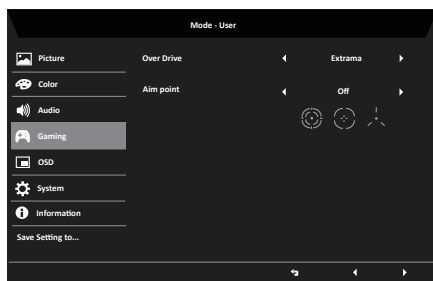 Mode - User
Picture
Over Drive Extrama
Color
Aim point Off
Audio
Gaming
OSD
System
Information
Save Setting to...